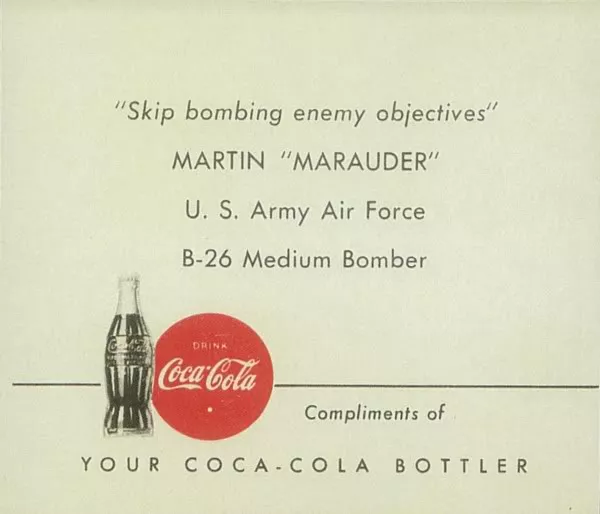 "Skip bombing enemy objectives"
MARTIN "MARAUDER"
U. S. Army Air Force
B-26 Medium Bomber
DRINK
Coca-Cola
Compliments of
YOUR COCA-COLA BOTTLER